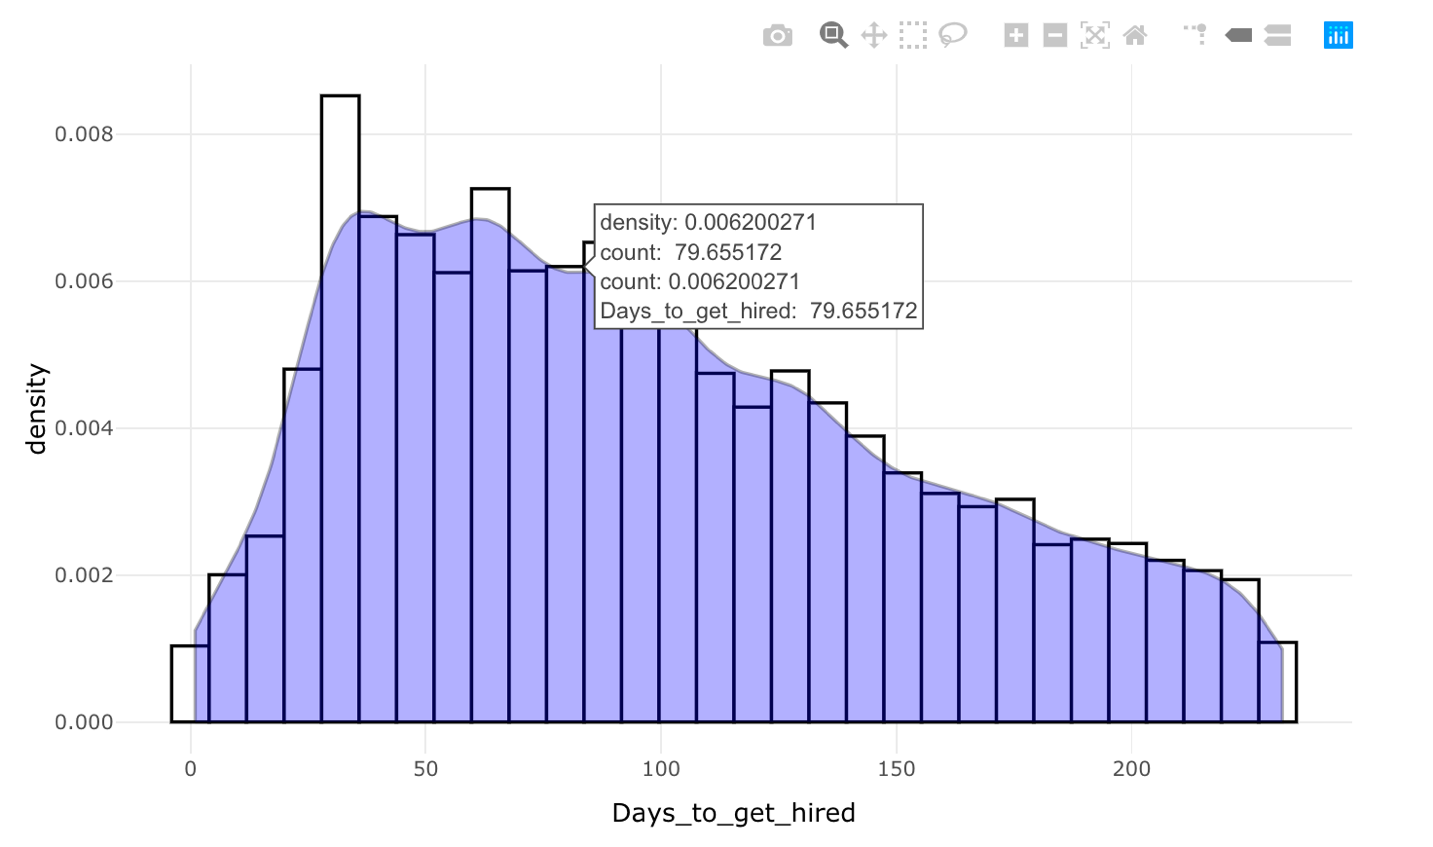 0.008
0.006
0.004
0.002
0.000
density
density: 0.006200271
count:  79.655172
count: 0.006200271
Days_to_get_hired:  79.655172
0
50
100
150
200
Days_to_get_hired